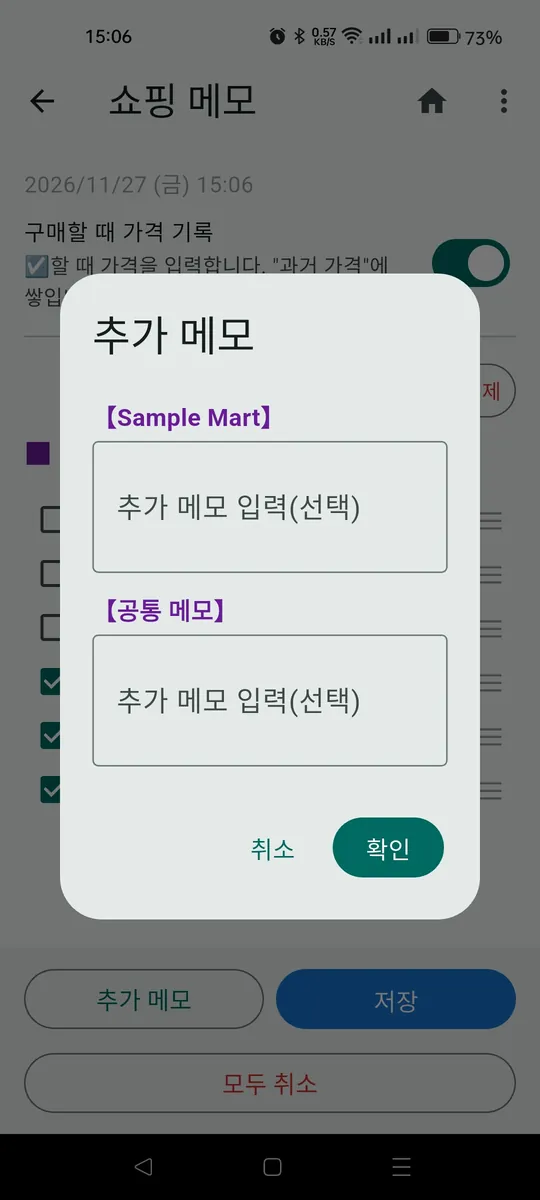 15:06
0.57
KB/S
73%
쇼핑 메모
2026/11/27 (금) 15:06
구매할 때 가격 기록
☑️할 때 가격을 입력합니다. "과거 가격"에
쌓입
제
추가 메모
【Sample Mart】
추가 메모 입력(선택)
【공통 메모】
추가 메모 입력(선택)
취소
확인
추가 메모
저장
모두 취소